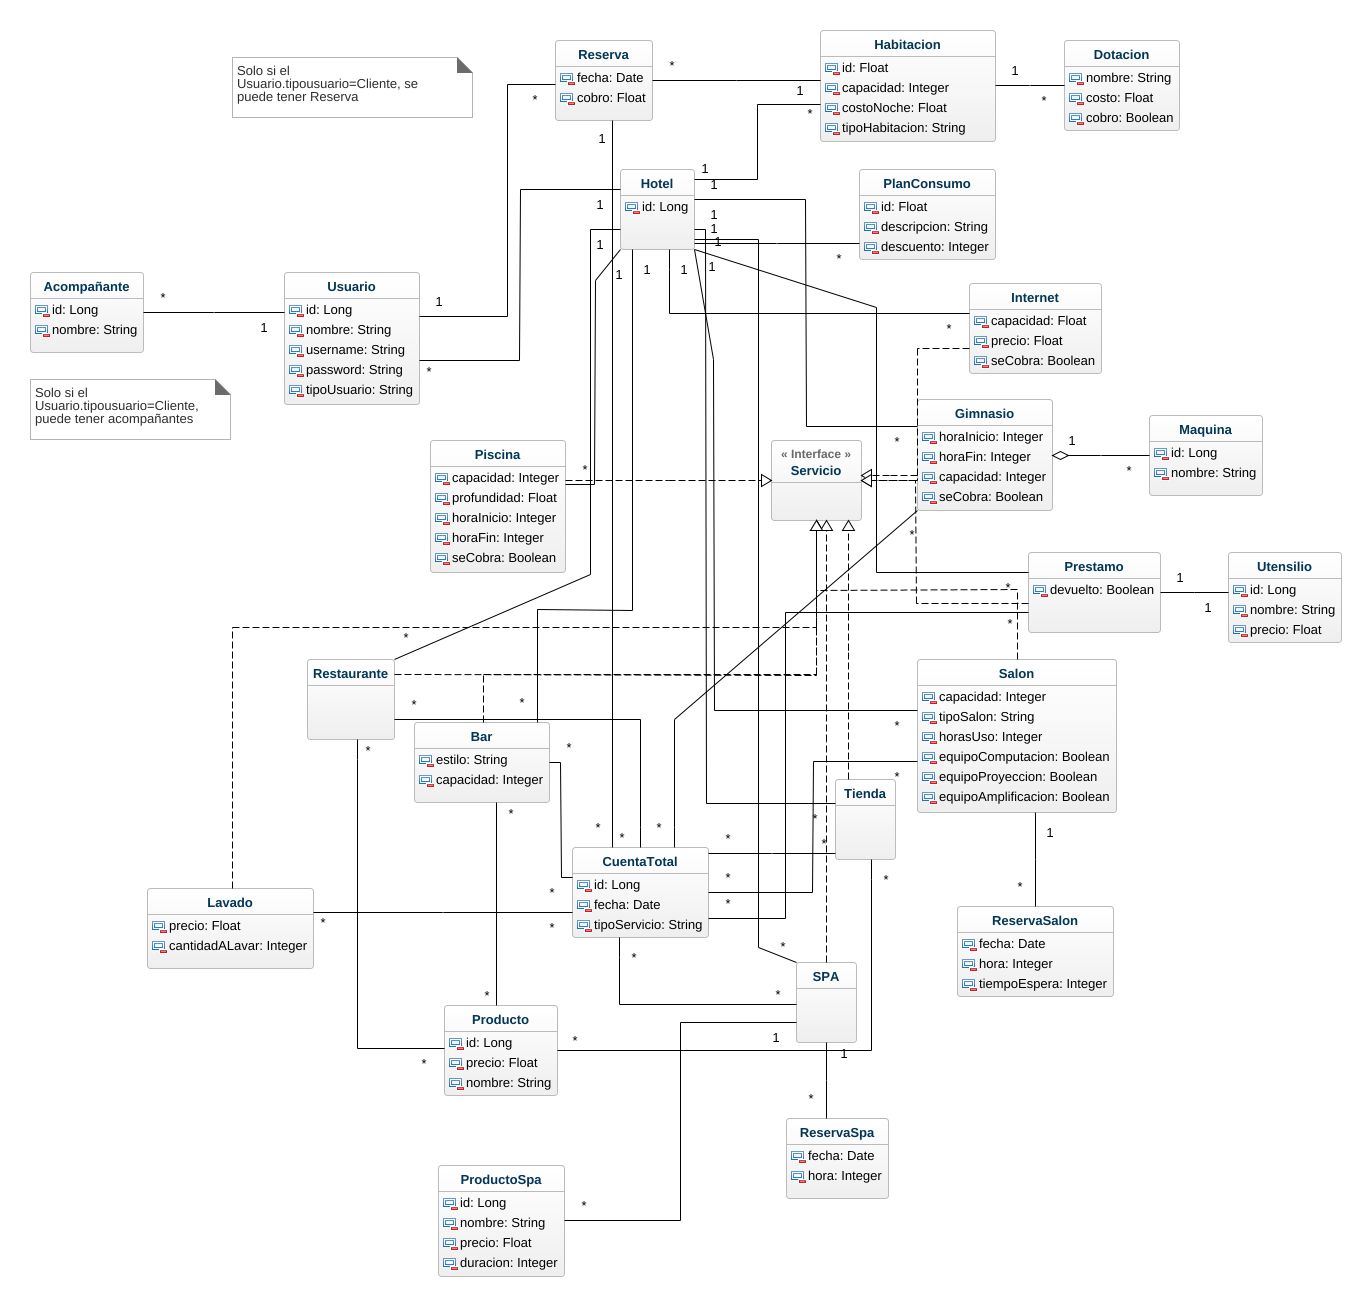 Solo si el
Usuario.tipousuario=Cliente, se
puede tener Reserva
Reserva
fecha: Date
cobro: Float
*
*
1
Habitacion
id: Float
capacidad: Integer
costoNoche: Float
tipoHabitacion: String
1
*
1
*
Dotacion
nombre: String
costo: Float
cobro: Boolean
Hotel
id: Long
1
1
1
1
1
1
1
1
1
1
1
PlanConsumo
id: Float
descripcion: String
descuento: Integer
*
Acompañante
id: Long
nombre: String
*
1
Usuario
id: Long
nombre: String
username: String
password: String
tipoUsuario: String
1
*
Solo si el
Usuario.tipousuario=Cliente,
puede tener acompañantes
Internet
capacidad: Float
precio: Float
seCobra: Boolean
*
Gimnasio
horaInicio: Integer
horaFin: Integer
capacidad: Integer
seCobra: Boolean
*
*
1
*
Maquina
id: Long
nombre: String
Piscina
capacidad: Integer
profundidad: Float
horaInicio: Integer
horaFin: Integer
seCobra: Boolean
*
« Interface »
Servicio
Prestamo
devuelto: Boolean
*
*
1
1
Utensilio
id: Long
nombre: String
precio: Float
Restaurante
*
*
*
Bar
estilo: String
capacidad: Integer
*
*
*
Salon
capacidad: Integer
tipoSalon: String
horasUso: Integer
equipoComputacion: Boolean
equipoProyeccion: Boolean
equipoAmplificacion: Boolean
*
*
1
*
Tienda
*
*
*
CuentaTotal
id: Long
fecha: Date
tipoServicio: String
*
*
*
*
*
*
*
*
*
Lavado
precio: Float
cantidadALavar: Integer
*
ReservaSalon
fecha: Date
hora: Integer
tiempoEspera: Integer
SPA
*
*
1
1
*
Producto
id: Long
precio: Float
nombre: String
*
*
*
ReservaSpa
fecha: Date
hora: Integer
ProductoSpa
id: Long
nombre: String
precio: Float
duracion: Integer
*